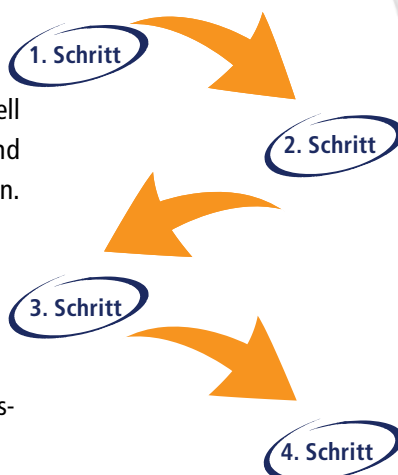 1. Schritt
ell
nd
n.
2. Schritt
3. Schritt
s-
4. Schritt